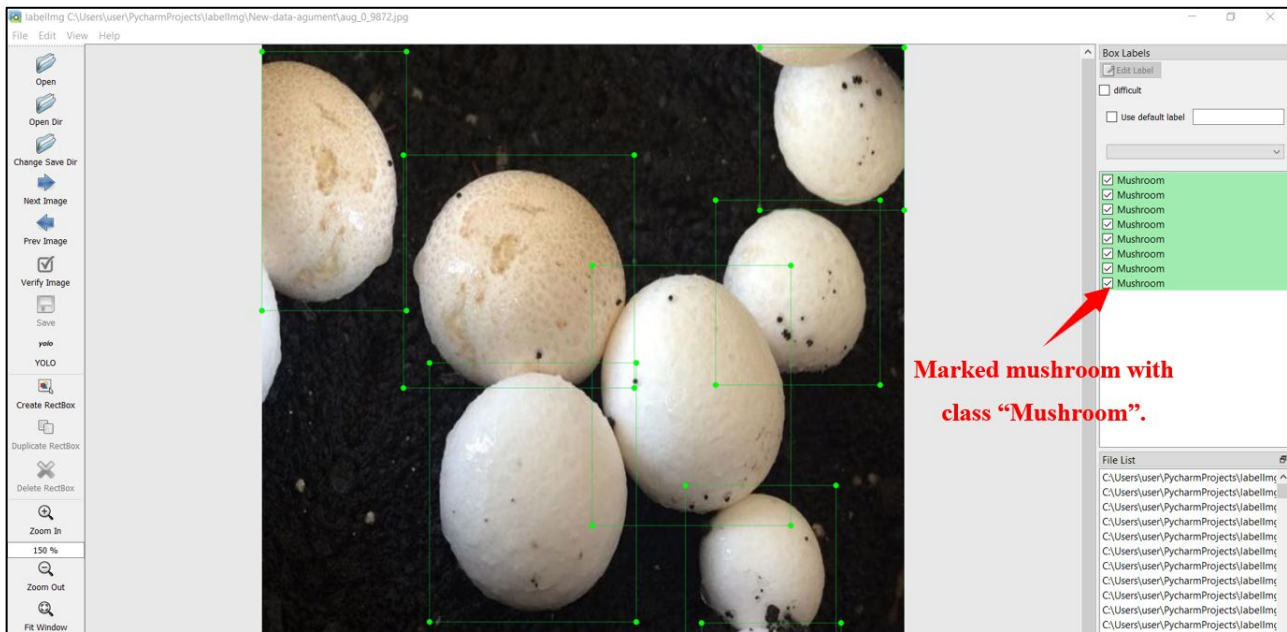 labelImg C:\Users\user\PycharmProjects\labelImg\New-data-agument\aug_0_9872.jpg
File Edit View Help
Open
Open Dir
Change Save Dir
Next Image
Prev Image
Verify Image
Save
yolo
YOLO
Create RectBox
Duplicate RectBox
Delete RectBox
Zoom In
150 %
Zoom Out
Fit Window
Box Labels
Edit Label
difficult
Use default label
Mushroom
Mushroom
Mushroom
Mushroom
Mushroom
Mushroom
Mushroom
Mushroom
Marked mushroom with
class “Mushroom”.
File List
C:\Users\user\PycharmProjects\labelImg
C:\Users\user\PycharmProjects\labelImg
C:\Users\user\PycharmProjects\labelImg
C:\Users\user\PycharmProjects\labelImg
C:\Users\user\PycharmProjects\labelImg
C:\Users\user\PycharmProjects\labelImg
C:\Users\user\PycharmProjects\labelImg
C:\Users\user\PycharmProjects\labelImg
C:\Users\user\PycharmProjects\labelImg
C:\Users\user\PycharmProjects\labelImg
C:\Users\user\PycharmProjects\labelImg